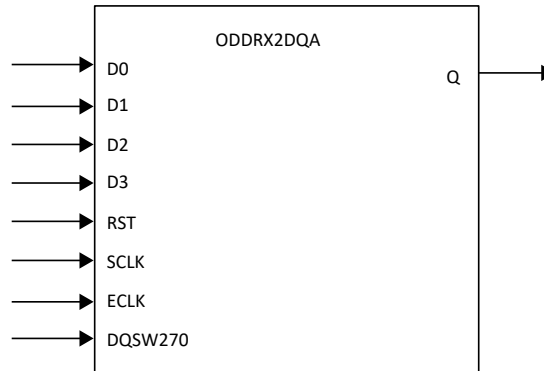 ODDRX2DQA
D0
Q
D1
D2
D3
RST
SCLK
ECLK
DQSW270